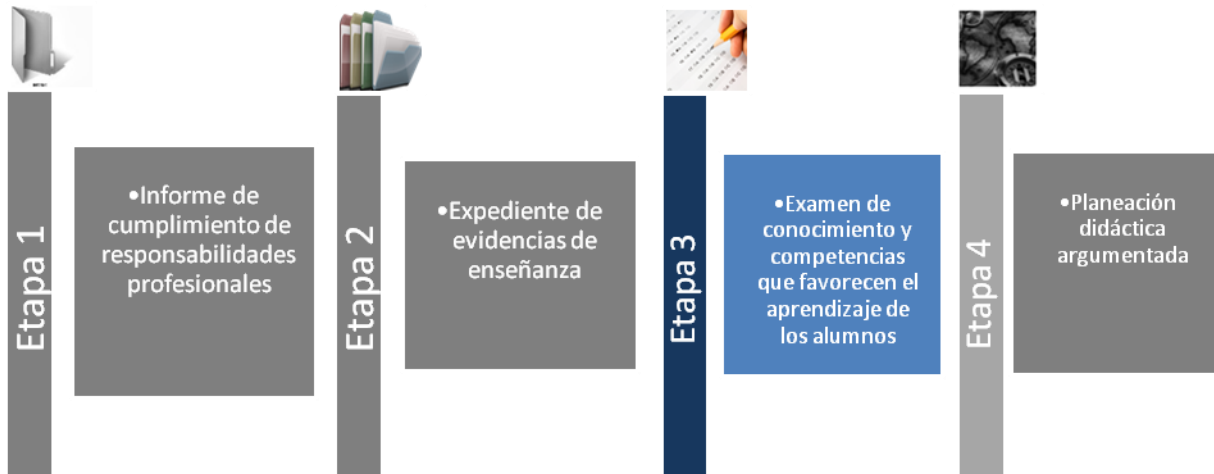 Etapa 1
•Informe de
cumplimiento de
responsabilidades
profesionales
Etapa 2
•Expediente de
evidencias de
enseñanza
Etapa 3
•Examen de
conocimiento y
competencias
que favorecen el
aprendizaje de
los alumnos
Etapa 4
•Planeación
didáctica
argumentada